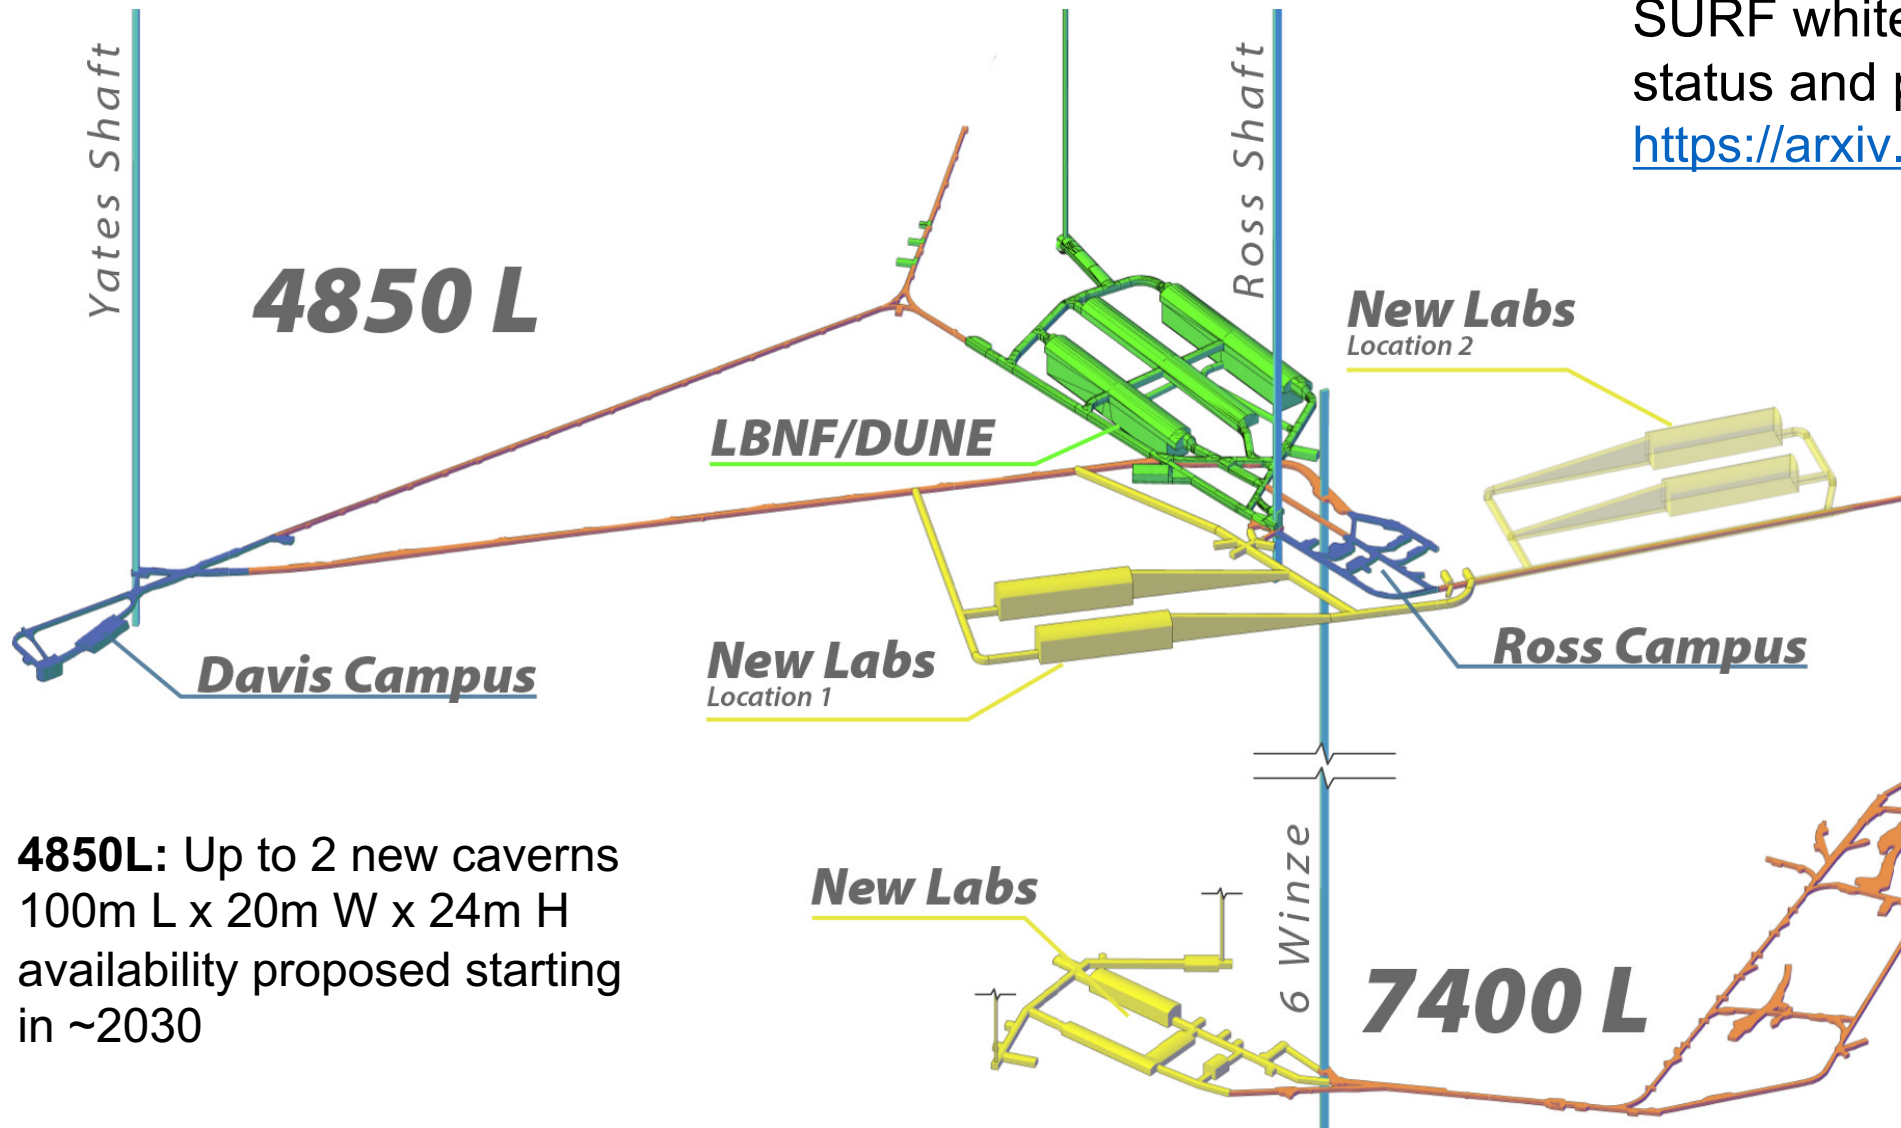 SURF white
status and p
https://arxiv.
Yates Shaft
Ross Shaft
4850 L
New Labs
Location 2
LBNF/DUNE
New Labs
Location 1
Ross Campus
Davis Campus
4850L: Up to 2 new caverns
100m L x 20m W x 24m H
availability proposed starting
in ~2030
New Labs
6 Winze
7400 L